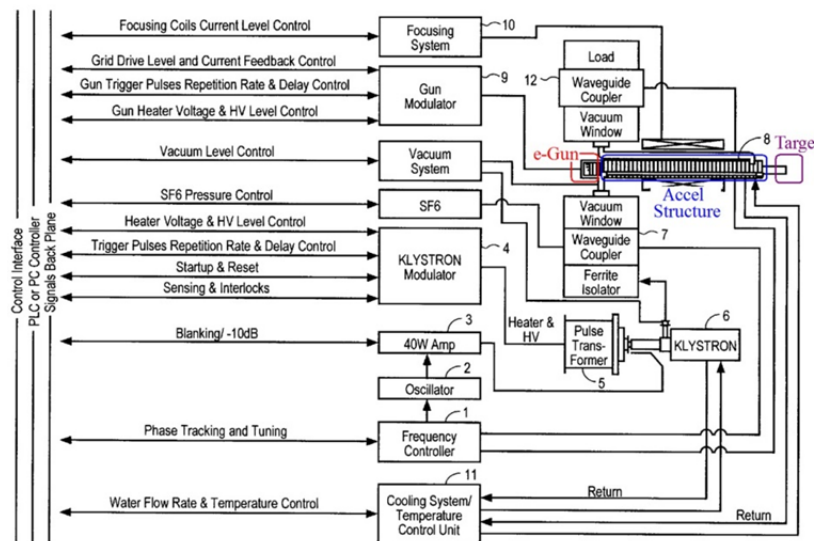 Control Interface
PLC or PC Controller
Signals Back Plane
Focusing Coils Current Level Control
Grid Drive Level and Current Feedback Control
Gun Trigger Pulses Repetition Rate & Delay Control
Gun Heater Voltage & HV Level Control
Vacuum Level Control
SF6 Pressure Control
Heater Voltage & HV Level Control
Trigger Pulses Repetition Rate & Delay Control
Startup & Reset
Sensing & Interlocks
Blanking/ -10dB
Phase Tracking and Tuning
Water Flow Rate & Temperature Control
10
Focusing
System
9
Gun
Modulator
Vacuum
System
SF6
4
KLYSTRON
Modulator
3
40W Amp
2
Oscillator
1
Frequency
Controller
11
Cooling System/
Temperature
Control Unit
Load
12
Waveguide
Coupler
Vacuum
Window
e-Gun
8
Targe
Accel
Structure
Vacuum
Window
7
Waveguide
Coupler
Ferrite
Isolator
Heater &
HV
Pulse
Trans-
Former
5
6
KLYSTRON
Return
Return